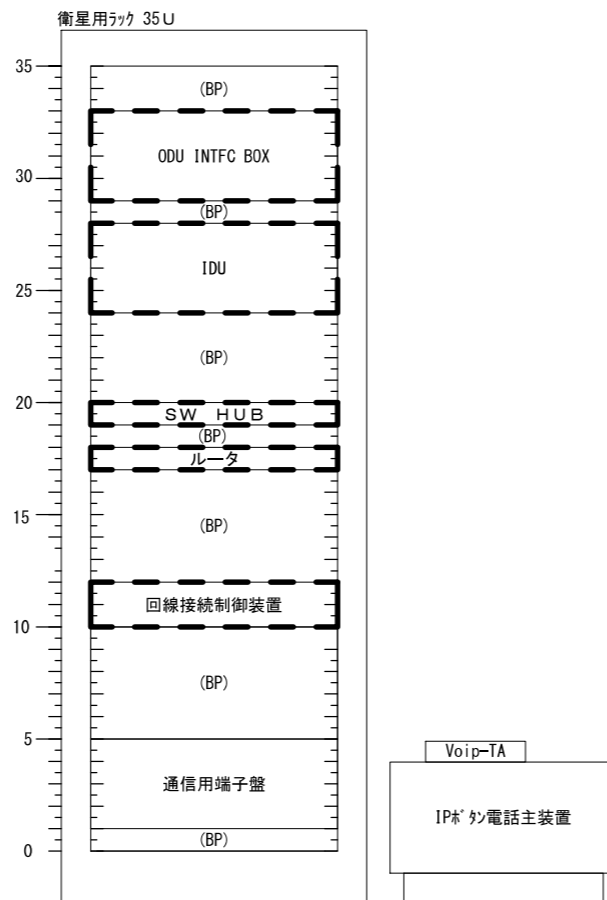 衛星用ﾗｯｸ 35U
35
(BP)
ODU INTFC BOX
30
(BP)
IDU
25
(BP)
20
SW HUB
(BP)
ルータ
15
(BP)
回線接続制御装置
10
(BP)
5
Voip-TA
通信用端子盤
IPﾎﾞﾀﾝ電話主装置
(BP)
0